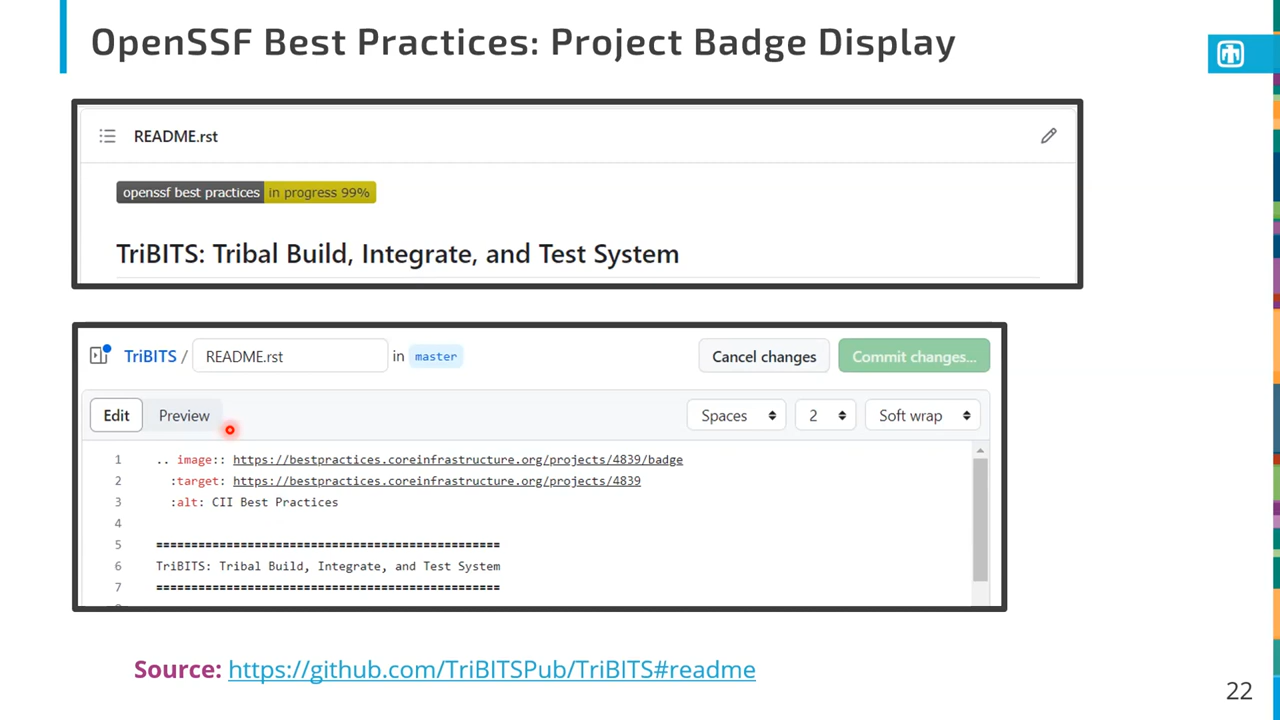 OpenSSF Best Practices: Project Badge Display
README.rst
openssf best practices in progress 99%
TriBITS: Tribal Build, Integrate, and Test System
TriBITS / README.rst in master Cancel changes Commit changes...
Edit Preview Spaces 2 Soft wrap
1 .. image:: https://bestpractices.coreinfrastructure.org/projects/4839/badge
2 :target: https://bestpractices.coreinfrastructure.org/projects/4839
3 :alt: CII Best Practices
4
5 =================================================
6 TriBITS: Tribal Build, Integrate, and Test System
7 =================================================
Source: https://github.com/TriBITSPub/TriBITS#readme
22